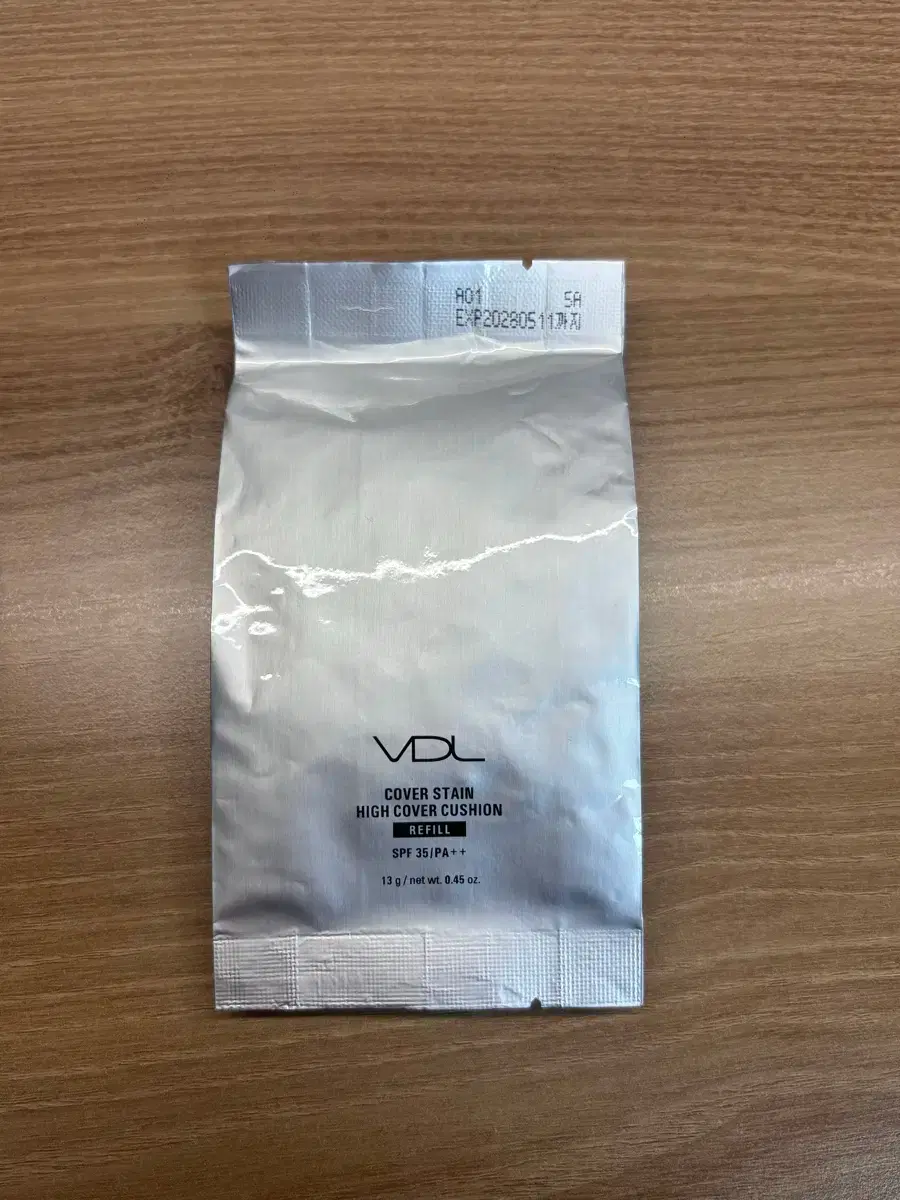 A01 5A
EXP20280511까지
VDL
COVER STAIN
HIGH COVER CUSHION
REFILL
SPF 35/PA++
13 g / net wt. 0.45 oz.